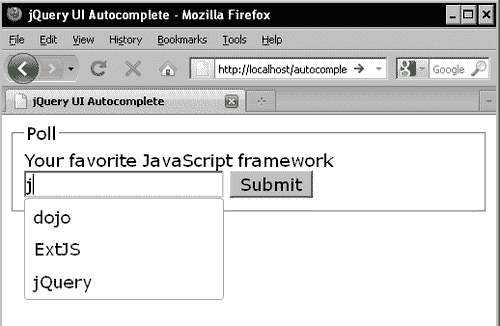 jQuery UI Autocomplete - Mozilla Firefox
File Edit View History Bookmarks Tools Help
http://localhost/autocomple Google
jQuery UI Autocomplete
Poll
Your favorite JavaScript framework
j Submit
dojo
ExtJS
jQuery